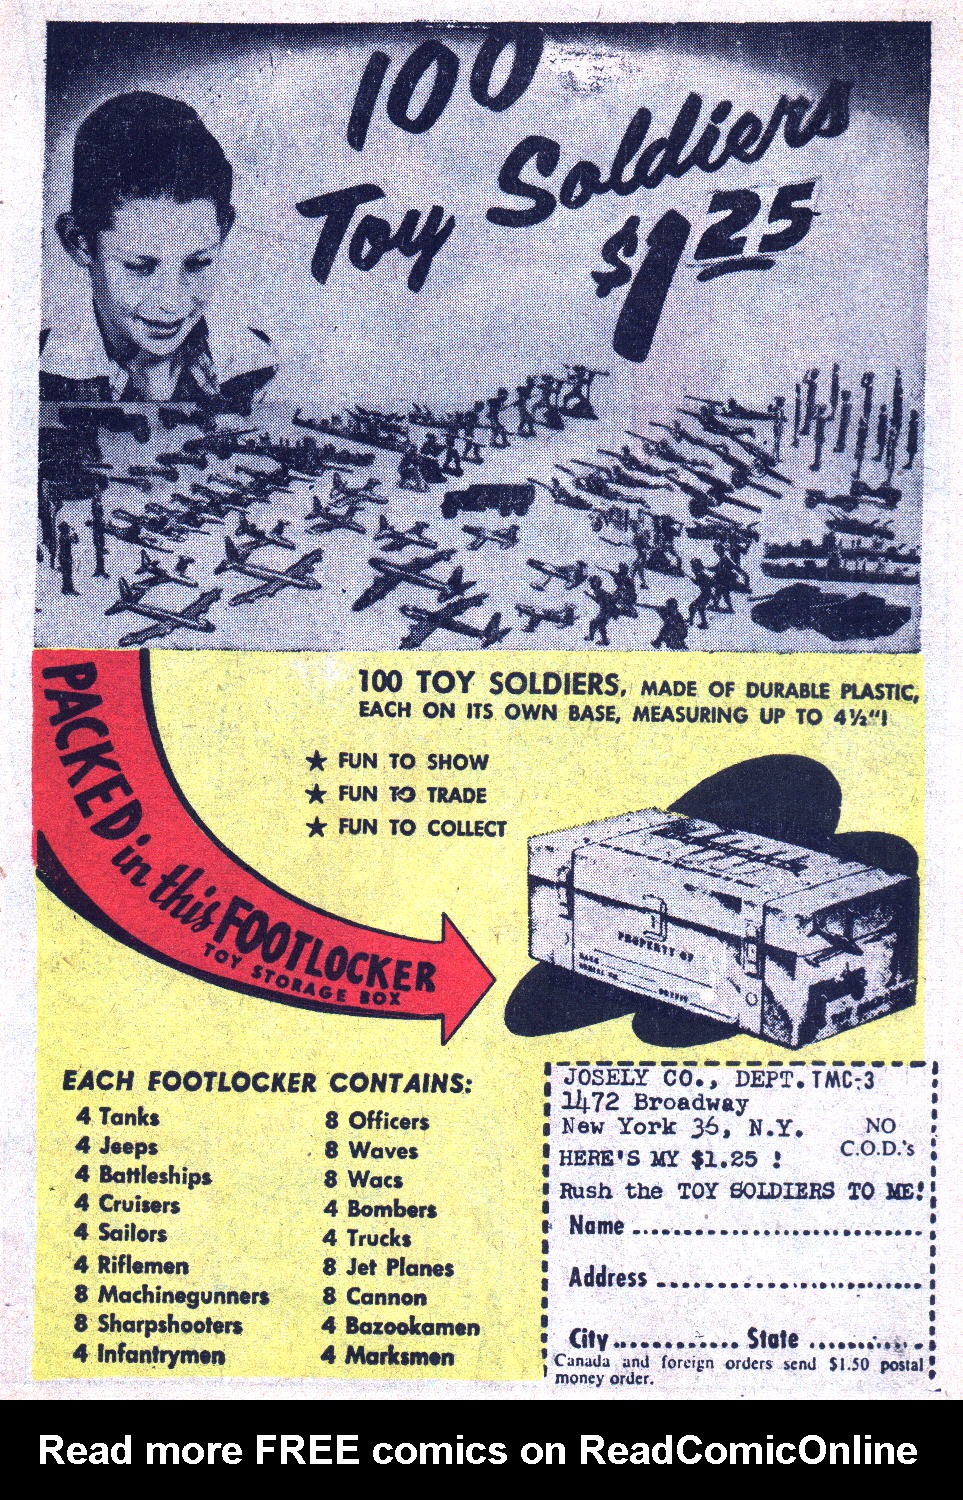 100
Toy Soldiers
$1.25
100 TOY SOLDIERS, MADE OF DURABLE PLASTIC,
EACH ON ITS OWN BASE, MEASURING UP TO 4½"!
★ FUN TO SHOW
★ FUN TO TRADE
★ FUN TO COLLECT
PACKED in this FOOTLOCKER
TOY STORAGE BOX
PROPERTY OF
EACH FOOTLOCKER CONTAINS:
4 Tanks
4 Jeeps
4 Battleships
4 Cruisers
4 Sailors
4 Riflemen
8 Machinegunners
8 Sharpshooters
4 Infantrymen
8 Officers
8 Waves
8 Wacs
4 Bombers
4 Trucks
8 Jet Planes
8 Cannon
4 Bazookamen
4 Marksmen
JOSELY CO., DEPT. TMC-3
1472 Broadway
New York 36, N.Y.
NO
C.O.D.'s
HERE'S MY $1.25 !
Rush the TOY SOLDIERS TO ME!
Name
Address
City State
Canada and foreign orders send $1.50 postal
money order.
Read more FREE comics on ReadComicOnline